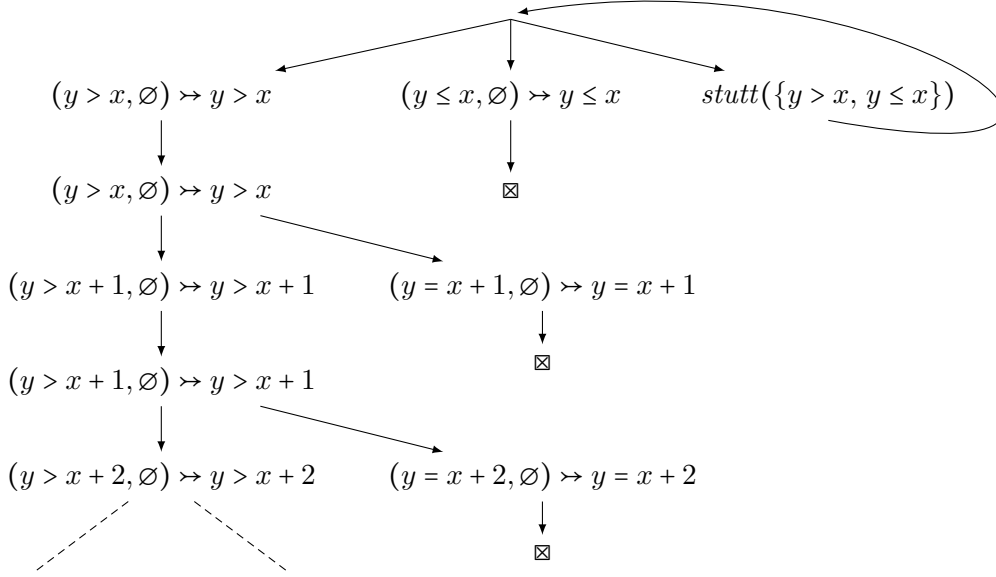 (y > x, ∅) ↣ y > x (y ≤ x, ∅) ↣ y ≤ x stutt({y > x, y ≤ x})
(y > x, ∅) ↣ y > x ⊠
(y > x + 1, ∅) ↣ y > x + 1 (y = x + 1, ∅) ↣ y = x + 1
⊠
(y > x + 1, ∅) ↣ y > x + 1
(y > x + 2, ∅) ↣ y > x + 2 (y = x + 2, ∅) ↣ y = x + 2
⊠